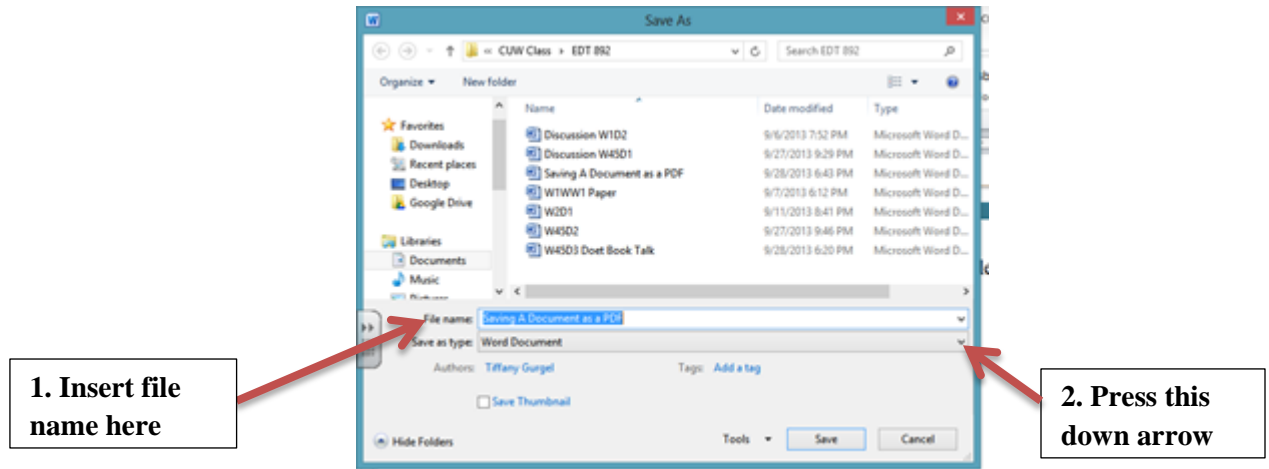 Save As
« CUW Class › EDT 892
Search EDT 892
Organize
New folder
Name Date modified Type
Favorites
Downloads
Recent places
Desktop
Google Drive
Libraries
Documents
Music
Pictures
Discussion W1D2 9/6/2013 7:52 PM Microsoft Word D...
Discussion W45D1 9/27/2013 9:29 PM Microsoft Word D...
Saving A Document as a PDF 9/28/2013 6:43 PM Microsoft Word D...
W1WW1 Paper 9/7/2013 6:12 PM Microsoft Word D...
W2D1 9/11/2013 8:41 PM Microsoft Word D...
W45D2 9/27/2013 9:46 PM Microsoft Word D...
W45D3 Doet Book Talk 9/28/2013 6:20 PM Microsoft Word D...
File name: Saving A Document as a PDF
Save as type: Word Document
Authors: Tiffany Gurgel Tags: Add a tag
Save Thumbnail
Hide Folders Tools Save Cancel
1. Insert file
name here
2. Press this
down arrow